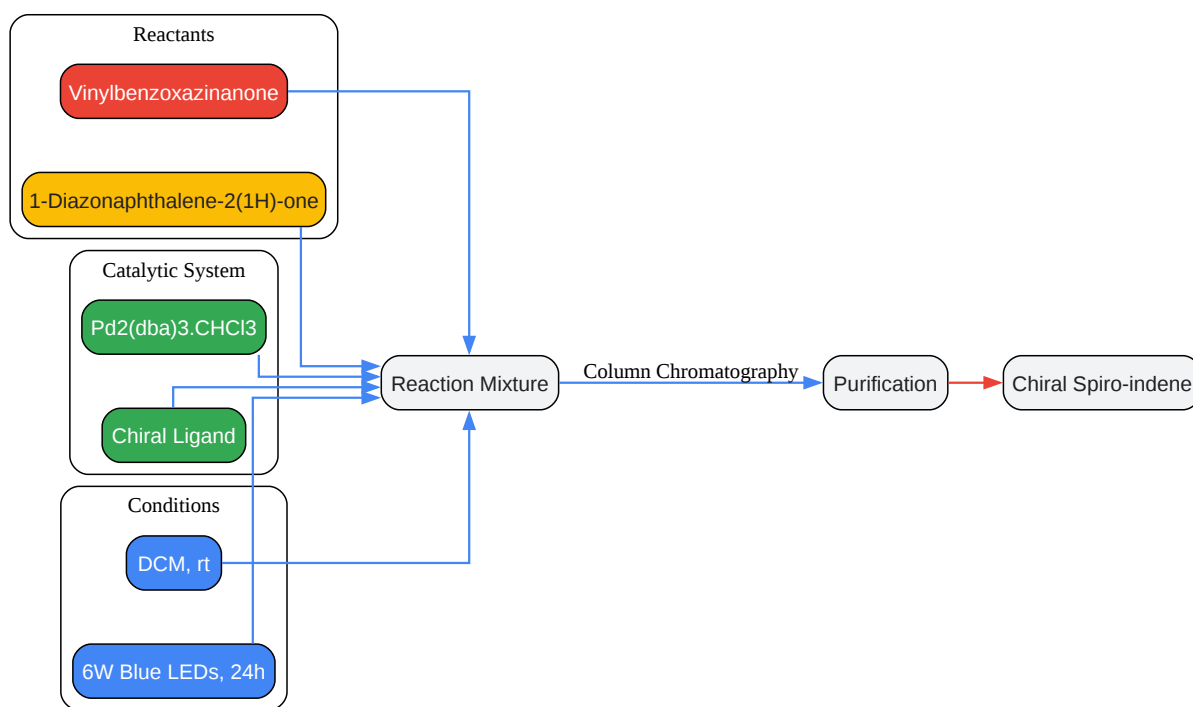 Reactants
Vinylbenzoxazinanone
1-Diazonaphthalene-2(1H)-one
Catalytic System
Pd2(dba)3.CHCl3
Chiral Ligand
Conditions
DCM, rt
6W Blue LEDs, 24h
Reaction Mixture
Column Chromatography
Purification
Chiral Spiro-indene